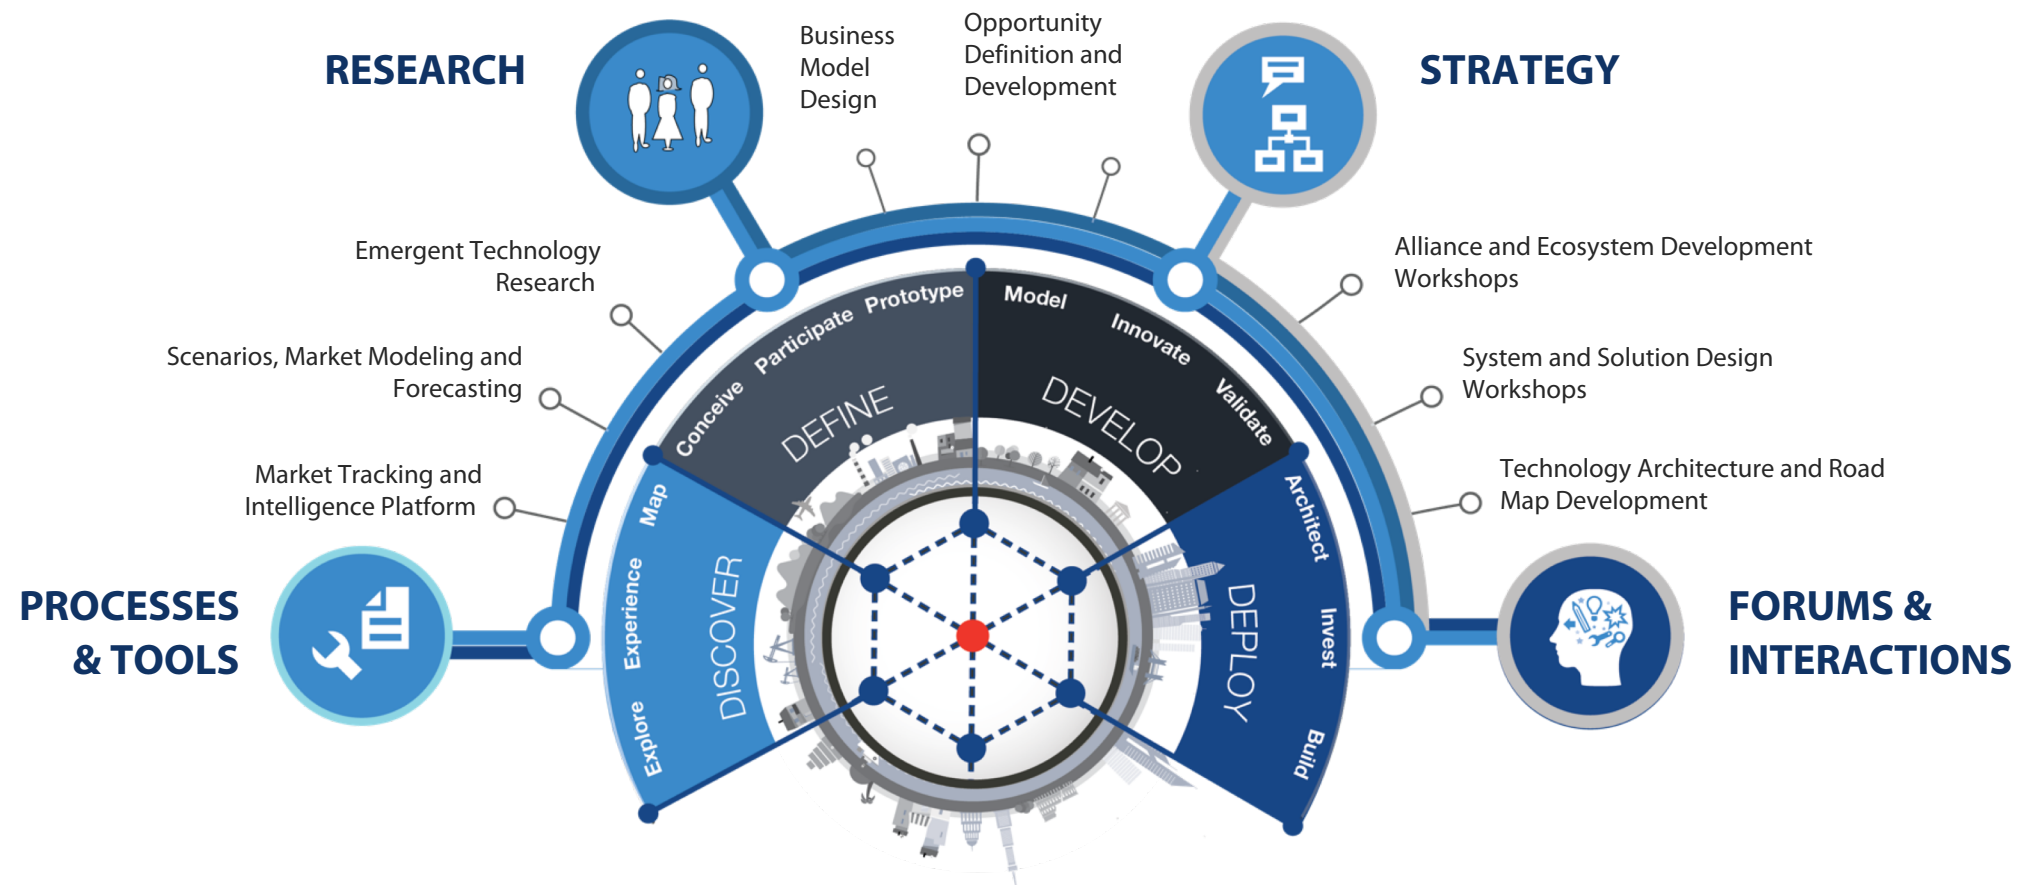 RESEARCH
Business
Model
Design
Opportunity
Definition and
Development
STRATEGY
Emergent Technology
Research
Scenarios, Market Modeling and
Forecasting
Market Tracking and
Intelligence Platform
Alliance and Ecosystem Development
Workshops
System and Solution Design
Workshops
Technology Architecture and Road
Map Development
PROCESSES
& TOOLS
FORUMS &
INTERACTIONS
Explore
Experience
Map
DISCOVER
Conceive
Participate
Prototype
DEFINE
Model
Innovate
Validate
DEVELOP
Architect
Invest
Build
DEPLOY